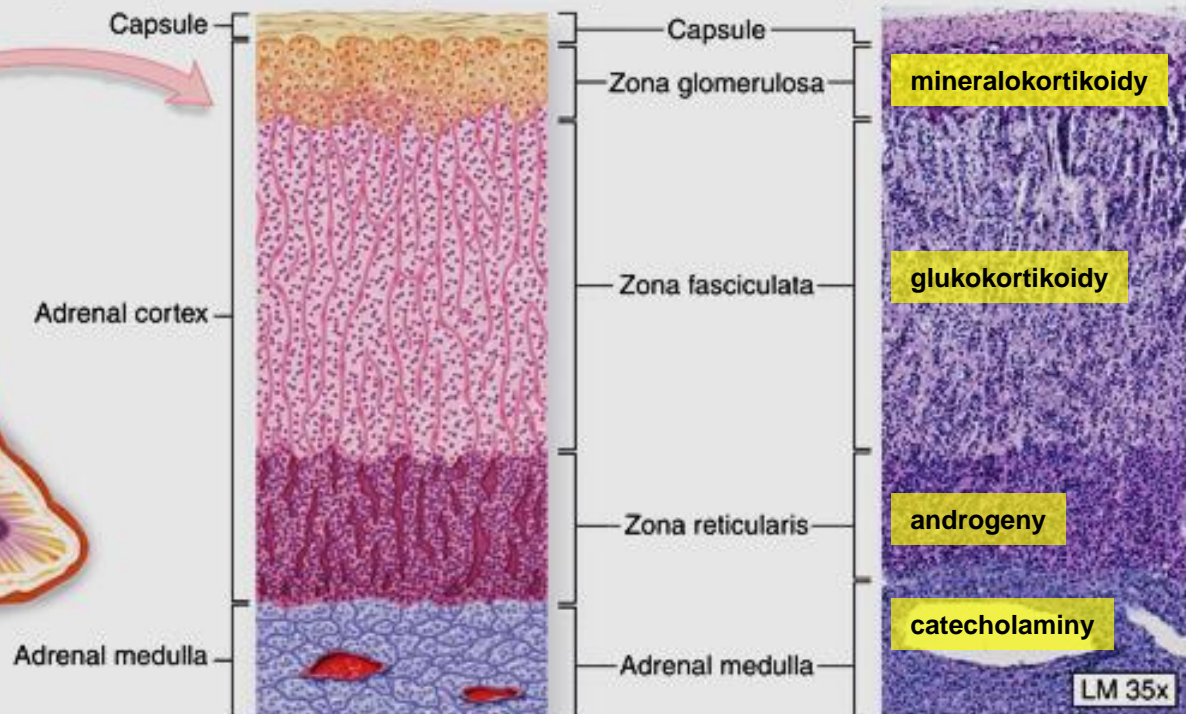 Capsule
Capsule
Zona glomerulosa
mineralokortikoidy
Adrenal cortex
Zona fasciculata
glukokortikoidy
Zona reticularis
androgeny
Adrenal medulla
Adrenal medulla
catecholaminy
LM 35x